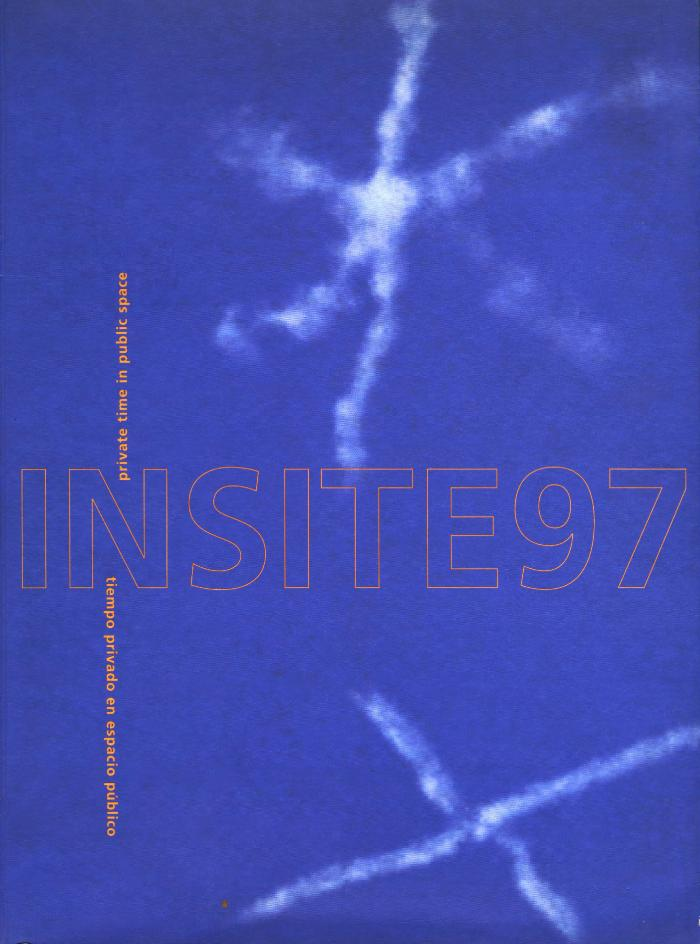 private time in public space
INSITE97
tiempo privado en espacio público